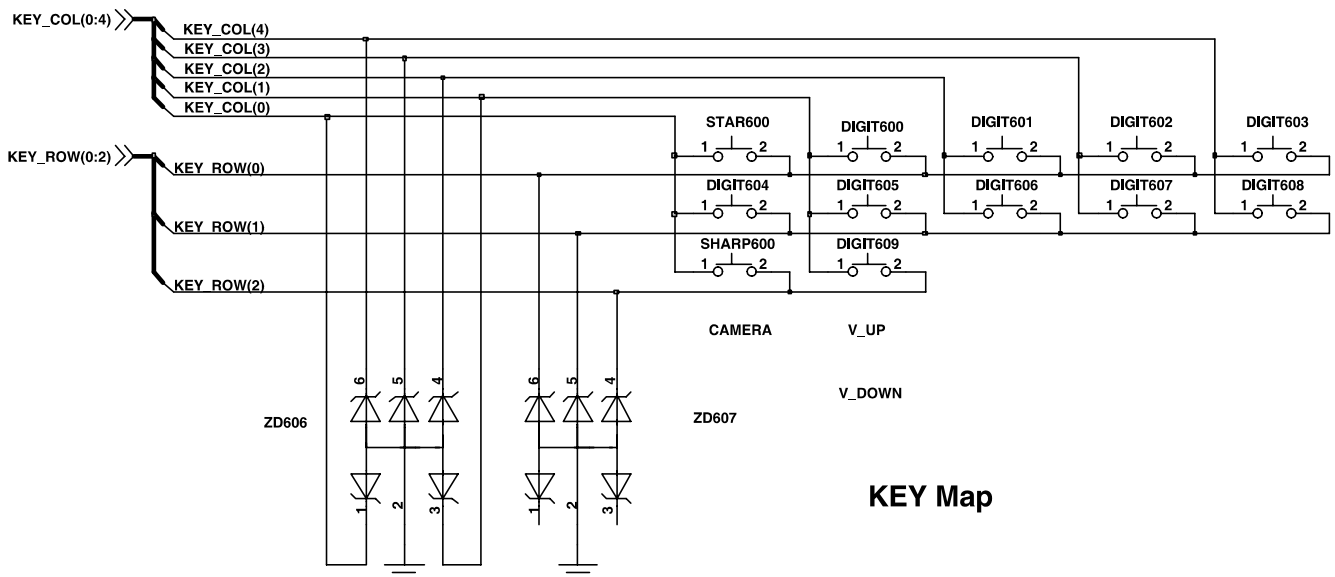 KEY_COL(0:4)
KEY_COL(4)
KEY_COL(3)
KEY_COL(2)
KEY_COL(1)
KEY_COL(0)
STAR600 DIGIT600 DIGIT601 DIGIT602 DIGIT603
1 2 1 2 1 2 1 2 1 2
KEY_ROW(0:2)
KEY_ROW(0)
DIGIT604 DIGIT605 DIGIT606 DIGIT607 DIGIT608
1 2 1 2 1 2 1 2 1 2
KEY_ROW(1)
SHARP600 DIGIT609
1 2 1 2
KEY_ROW(2)
CAMERA V_UP
V_DOWN
6 5 4 6 5 4
ZD606 ZD607
1 2 3 1 2 3
KEY Map